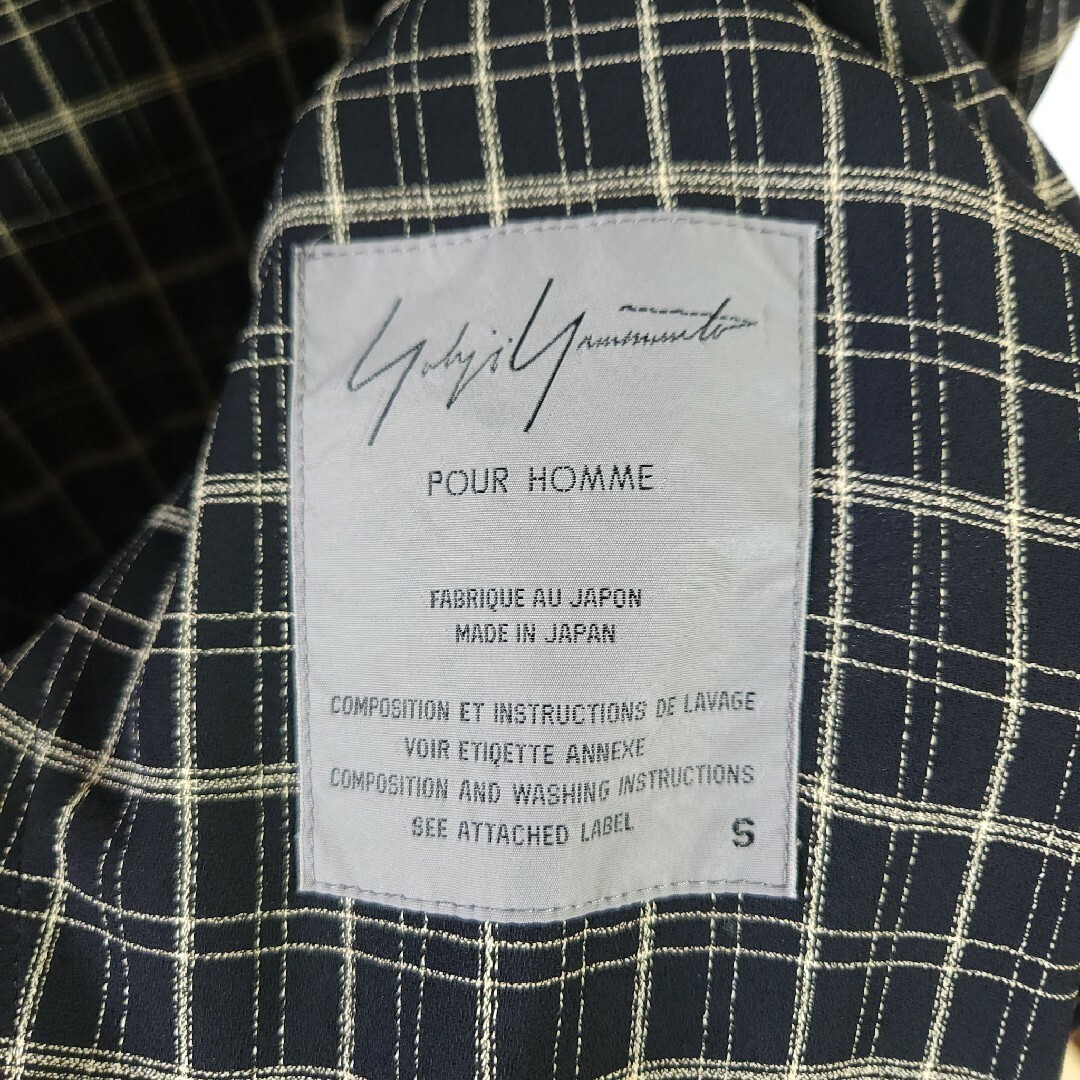 Yohji Yamamoto
POUR HOMME
FABRIQUE AU JAPON
MADE IN JAPAN
COMPOSITION ET INSTRUCTIONS DE LAVAGE
VOIR ETIQETTE ANNEXE
COMPOSITION AND WASHING INSTRUCTIONS
SEE ATTACHED LABEL
S